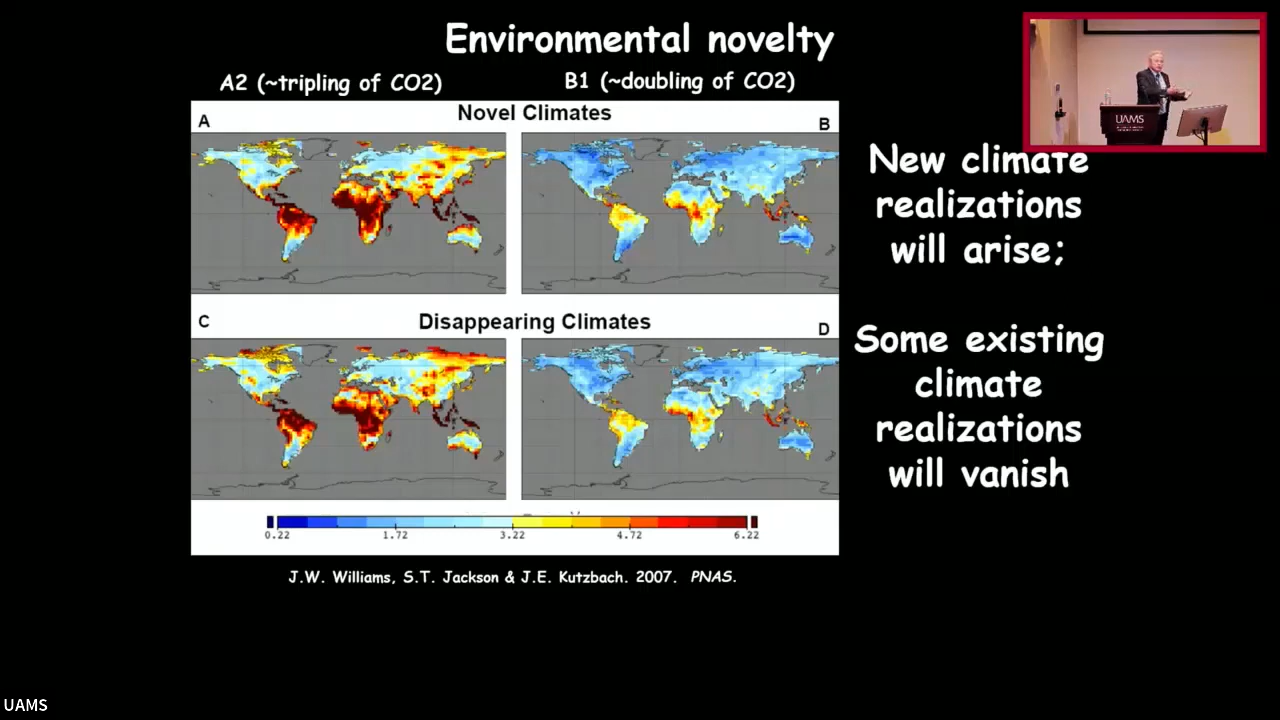 Environmental novelty
A2 (~tripling of CO2)
B1 (~doubling of CO2)
Novel Climates
A
B
UAMS
New climate
realizations
will arise;
C
Disappearing Climates
D
Some existing
climate
realizations
will vanish
0.22
1.72
3.22
4.72
6.22
J.W. Williams, S.T. Jackson & J.E. Kutzbach. 2007. PNAS.
UAMS